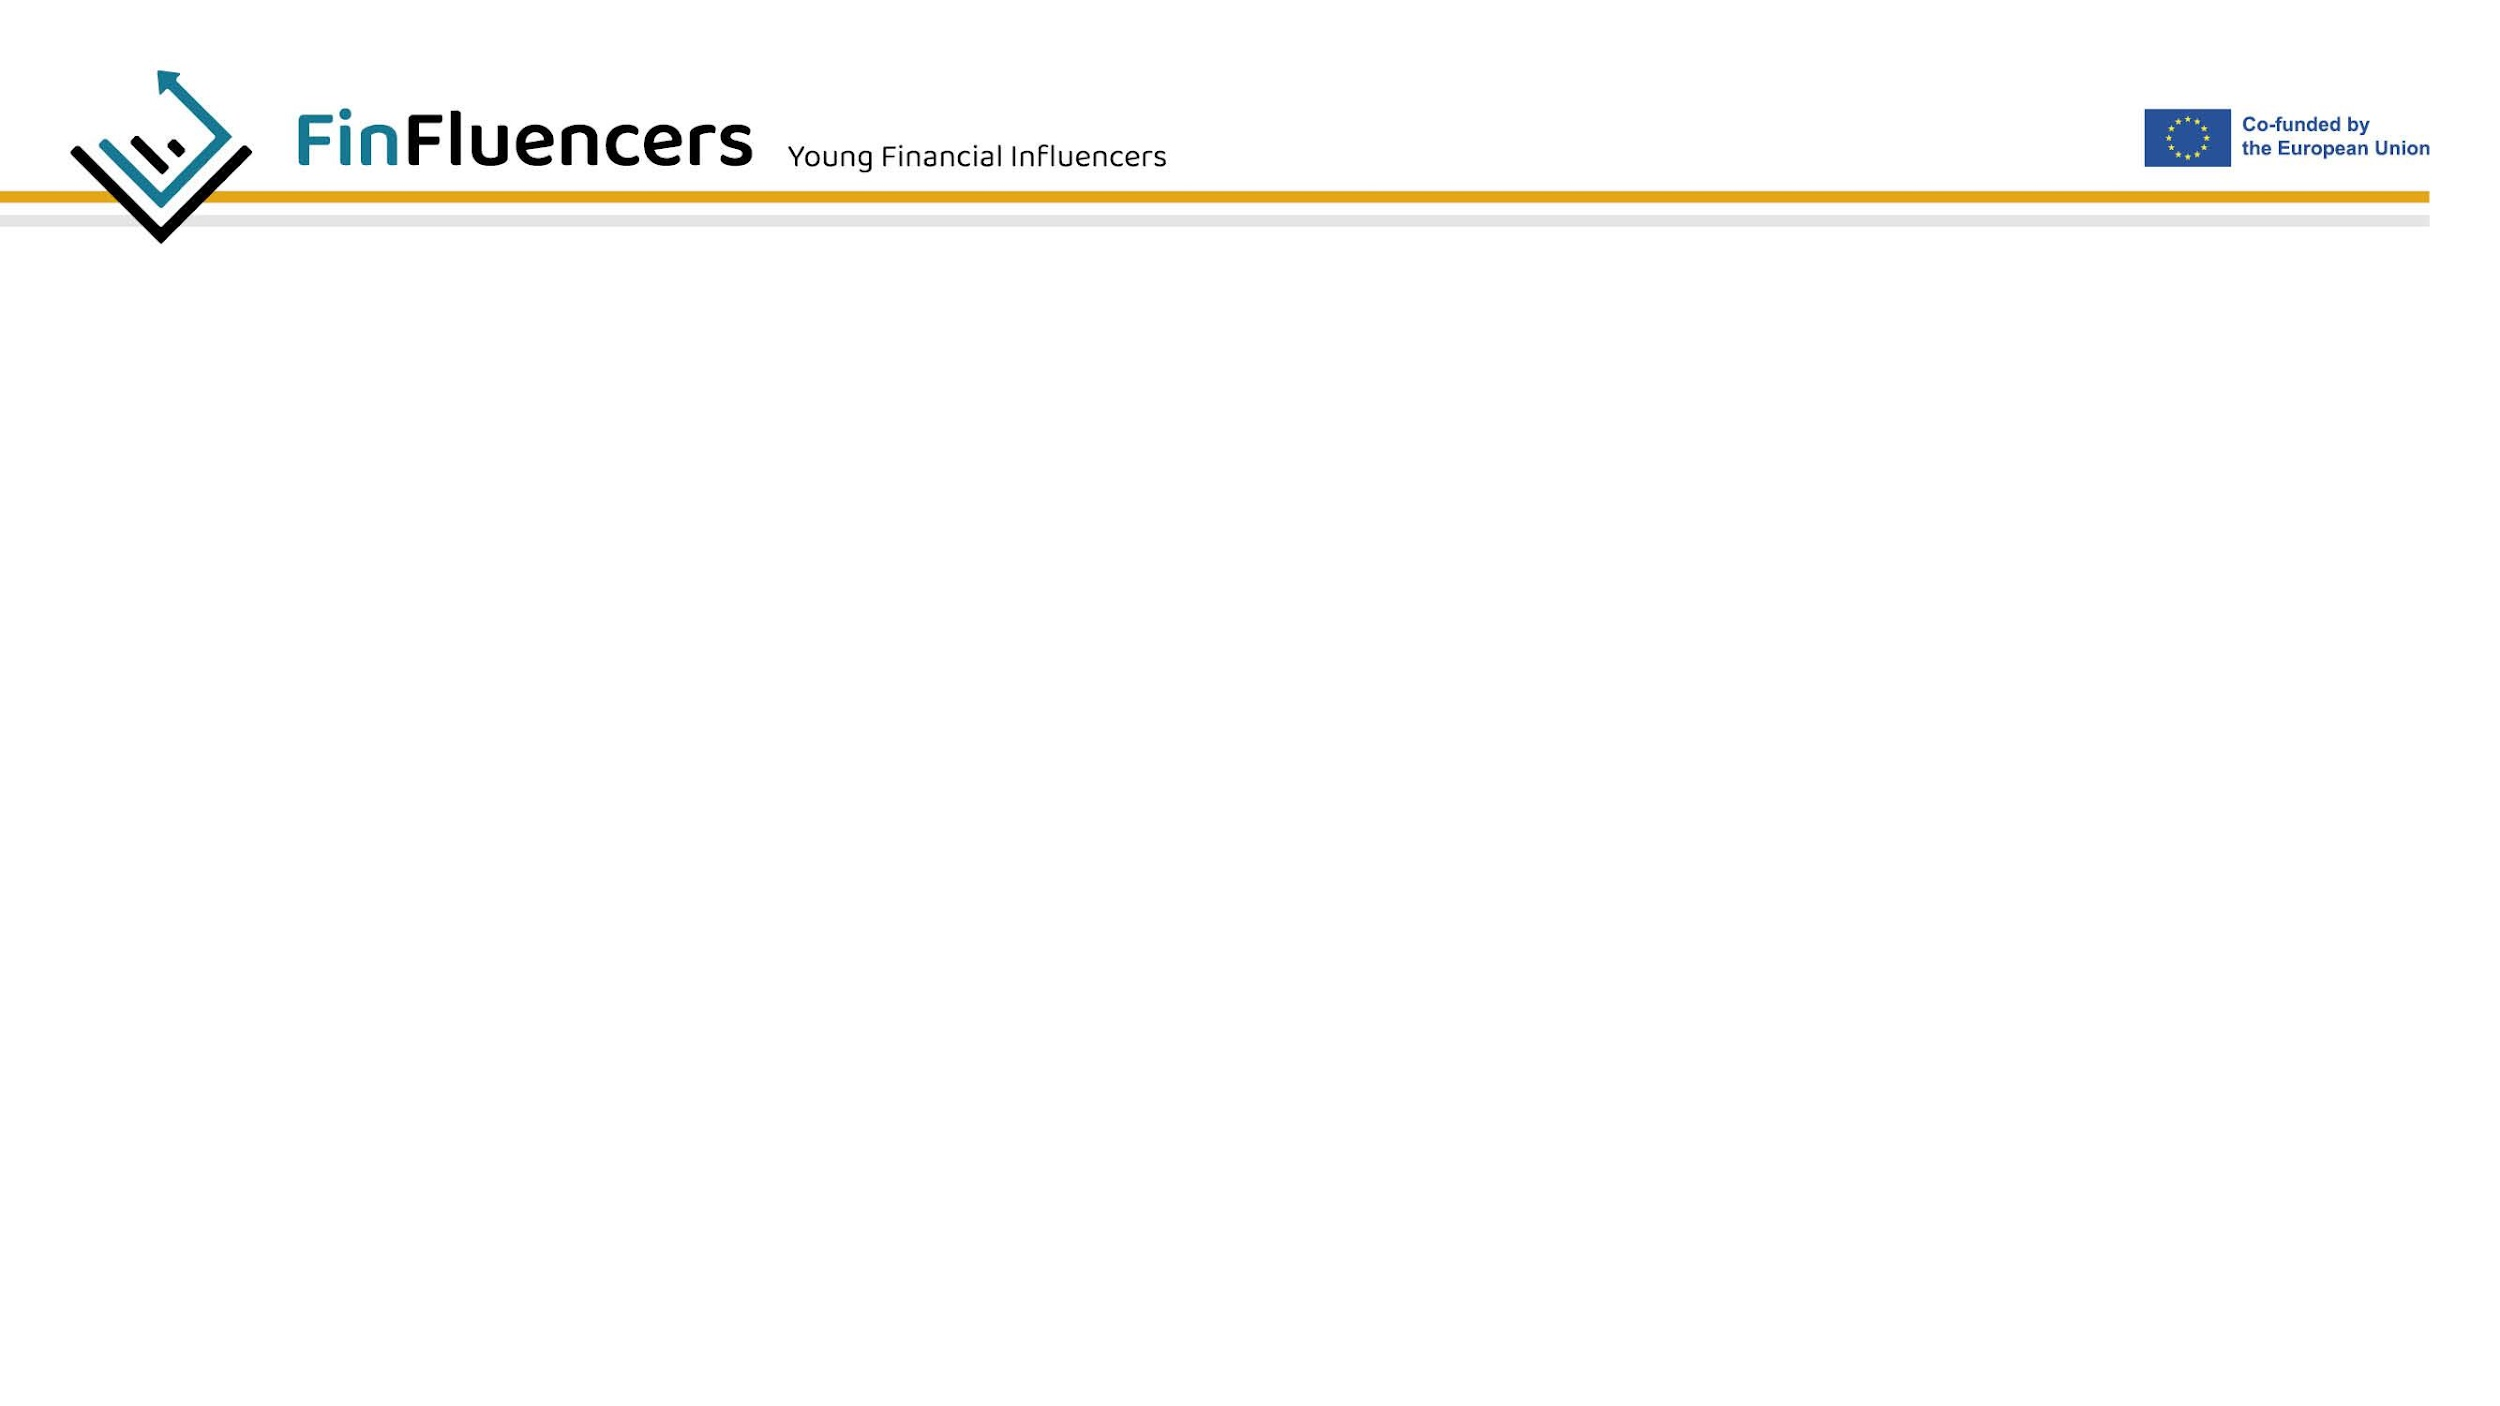 FinFluencers Young Financial Influencers
Co-funded by
the European Union